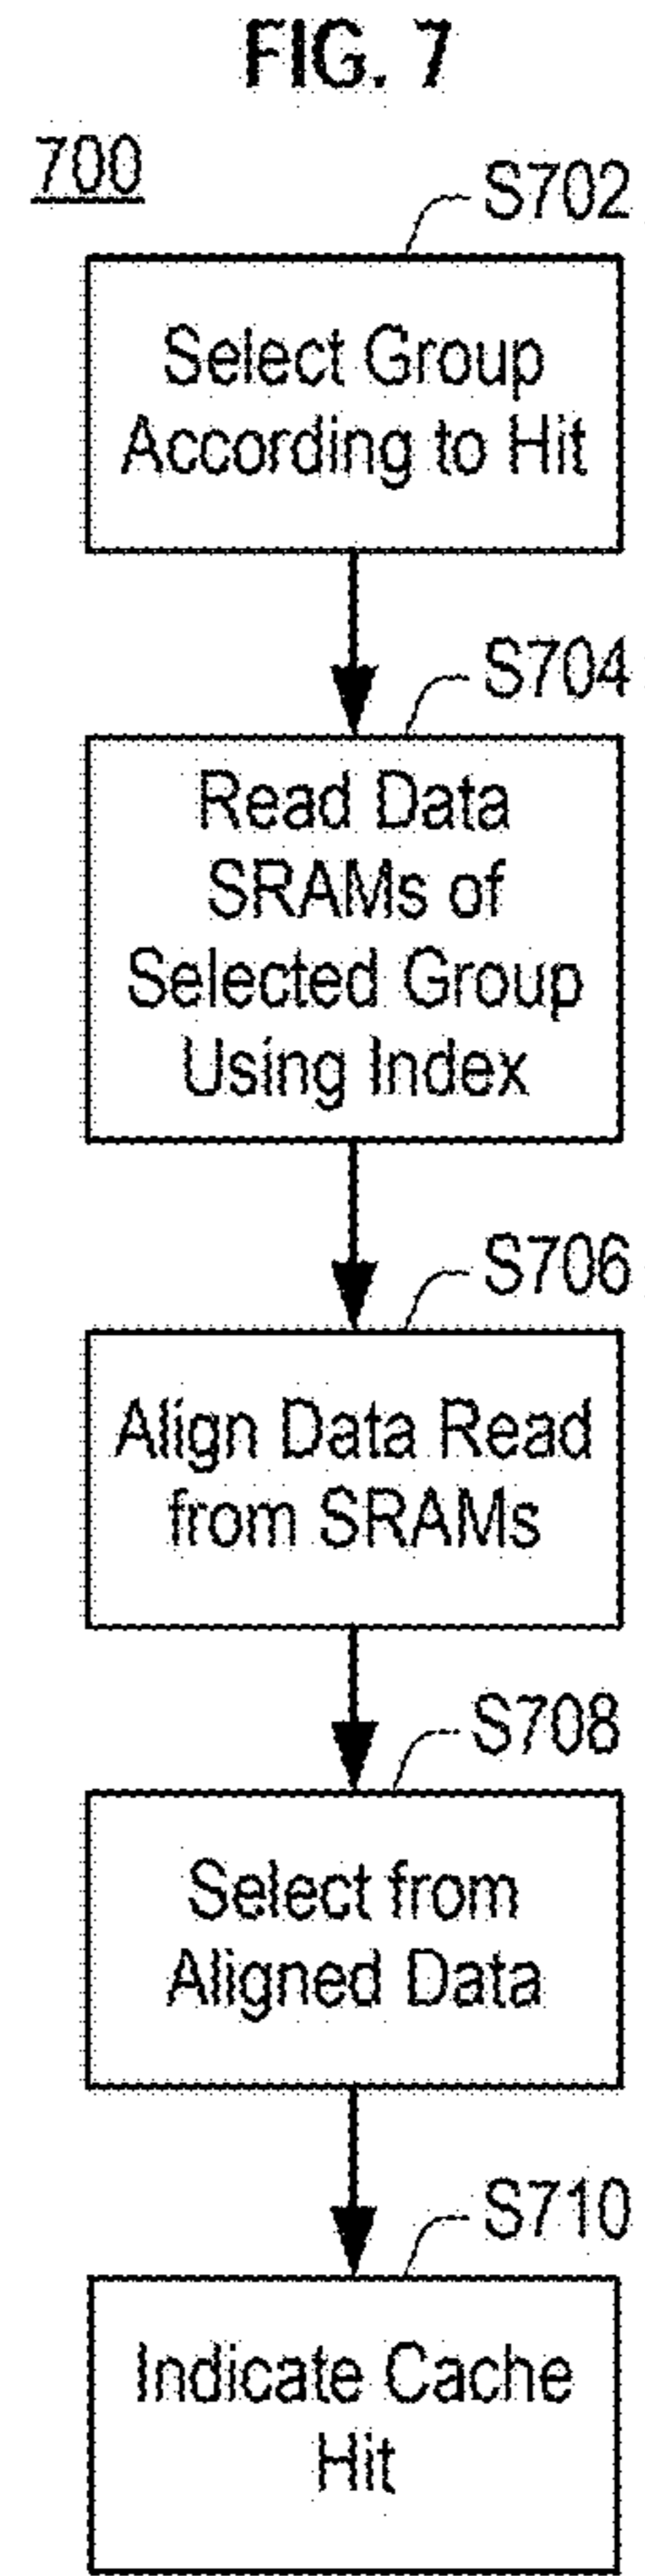 FIG. 7
700
S702
Select Group
According to Hit
S704
Read Data
SRAMs of
Selected Group
Using Index
S706
Align Data Read
from SRAMs
S708
Select from
Aligned Data
S710
Indicate Cache
Hit